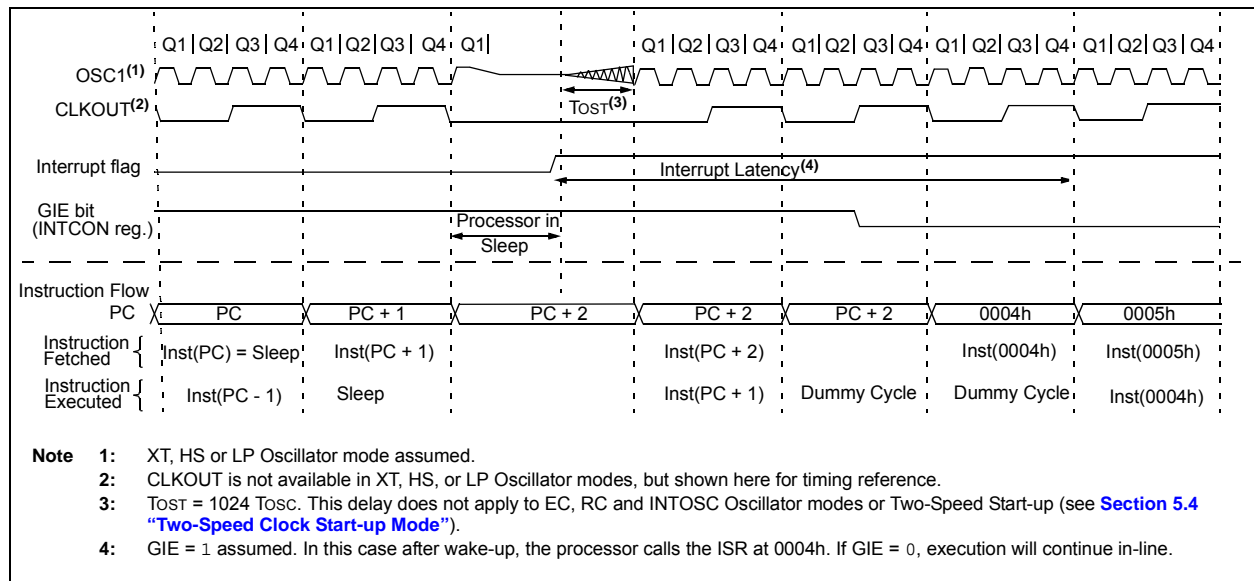 Q1 Q2 Q3 Q4 Q1 Q2 Q3 Q4 Q1 Q1 Q2 Q3 Q4 Q1 Q2 Q3 Q4 Q1 Q2 Q3 Q4 Q1 Q2 Q3 Q4
OSC1(1)
TOST(3)
CLKOUT(2)
Interrupt flag
Interrupt Latency(4)
GIE bit
(INTCON reg.)
Processor in
Sleep
Instruction Flow
PC PC PC + 1 PC + 2 PC + 2 PC + 2 0004h 0005h
Instruction
Fetched { Inst(PC) = Sleep Inst(PC + 1) Inst(PC + 2) Inst(0004h) Inst(0005h)
Instruction
Executed { Inst(PC - 1) Sleep Inst(PC + 1) Dummy Cycle Dummy Cycle Inst(0004h)
Note 1: XT, HS or LP Oscillator mode assumed.
2: CLKOUT is not available in XT, HS, or LP Oscillator modes, but shown here for timing reference.
3: TOST = 1024 TOSC. This delay does not apply to EC, RC and INTOSC Oscillator modes or Two-Speed Start-up (see Section 5.4
“Two-Speed Clock Start-up Mode”).
4: GIE = 1 assumed. In this case after wake-up, the processor calls the ISR at 0004h. If GIE = 0, execution will continue in-line.